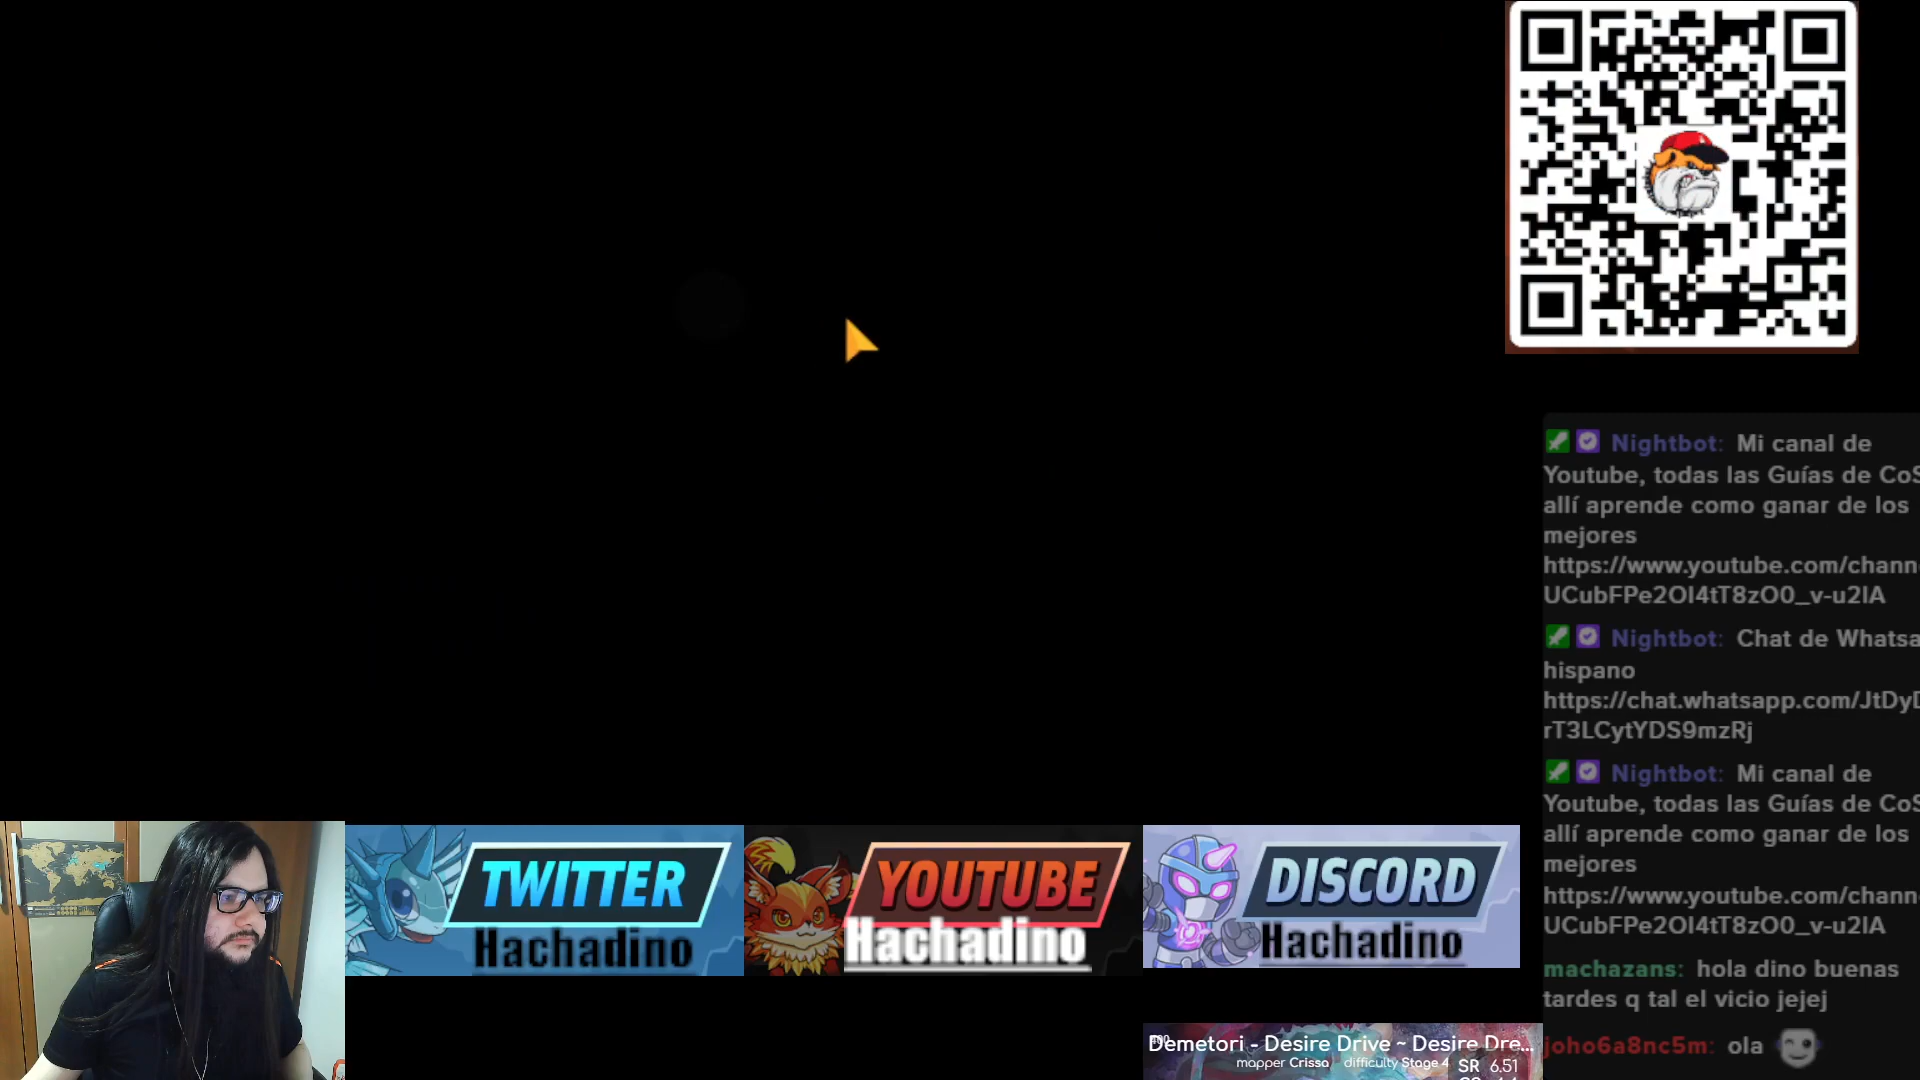 Nightbot: Mi canal de
Youtube, todas las Guías de CoS
allí aprende como ganar de los
mejores
https://www.youtube.com/chann
UCubFPe2OI4tT8zO0_v-u2lA
Nightbot: Chat de Whatsa
hispano
https://chat.whatsapp.com/JtDyD
rT3LCytYDS9mzRj
Nightbot: Mi canal de
Youtube, todas las Guías de CoS
allí aprende como ganar de los
mejores
https://www.youtube.com/chann
UCubFPe2OI4tT8zO0_v-u2lA
machazans: hola dino buenas
tardes q tal el vicio jejej
joho6a8nc5m: ola
TWITTER
Hachadino
YOUTUBE
Hachadino
DISCORD
Hachadino
Demetori - Desire Drive ~ Desire Dre...
mapper Crissa difficulty Stage 4 SR 6.51